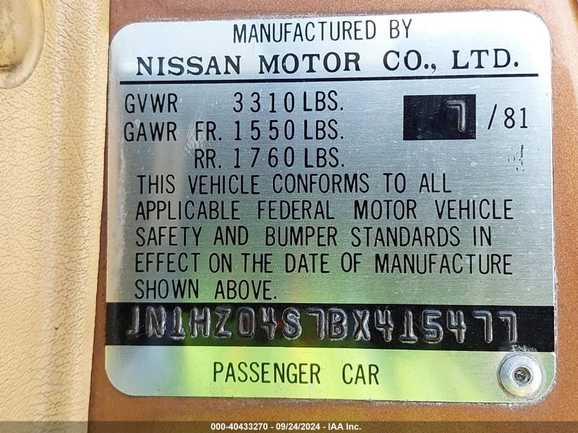 MANUFACTURED BY
NISSAN MOTOR CO., LTD.
GVWR 3310 LBS.
GAWR FR. 1550 LBS. 7 / 81
RR. 1760 LBS.
THIS VEHICLE CONFORMS TO ALL
APPLICABLE FEDERAL MOTOR VEHICLE
SAFETY AND BUMPER STANDARDS IN
EFFECT ON THE DATE OF MANUFACTURE
SHOWN ABOVE.
JN1HZ04S7BX415477
PASSENGER CAR
000-40433270 - 09/24/2024 - IAA Inc.